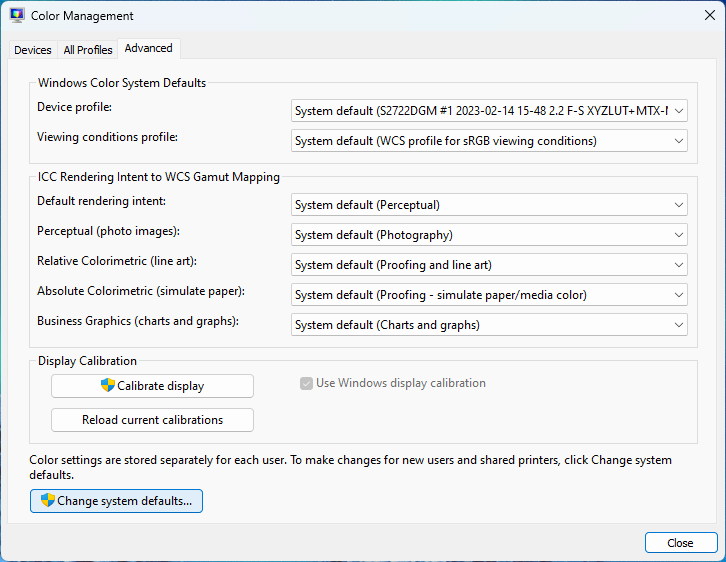 Color Management
Devices
All Profiles
Advanced
Windows Color System Defaults
Device profile:
System default (S2722DGM #1 2023-02-14 15-48 2.2 F-S XYZLUT+MTX-
Viewing conditions profile:
System default (WCS profile for sRGB viewing conditions)
ICC Rendering Intent to WCS Gamut Mapping
Default rendering intent:
System default (Perceptual)
Perceptual (photo images):
System default (Photography)
Relative Colorimetric (line art):
System default (Proofing and line art)
Absolute Colorimetric (simulate paper):
System default (Proofing - simulate paper/media color)
Business Graphics (charts and graphs):
System default (Charts and graphs)
Display Calibration
Calibrate display
Use Windows display calibration
Reload current calibrations
Color settings are stored separately for each user. To make changes for new users and shared printers, click Change system
defaults.
Change system defaults...
Close